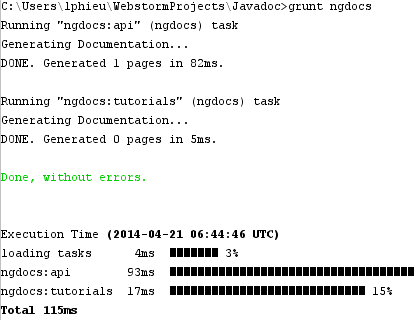 C:\Users\lphieu\WebstormProjects\Javadoc>grunt ngdocs
Running "ngdocs:api" (ngdocs) task
Generating Documentation...
DONE. Generated 1 pages in 82ms.
Running "ngdocs:tutorials" (ngdocs) task
Generating Documentation...
DONE. Generated 0 pages in 5ms.
Done, without errors.
Execution Time (2014-04-21 06:44:46 UTC)
loading tasks 4ms 3%
ngdocs:api 93ms
ngdocs:tutorials 17ms 15%
Total 115ms